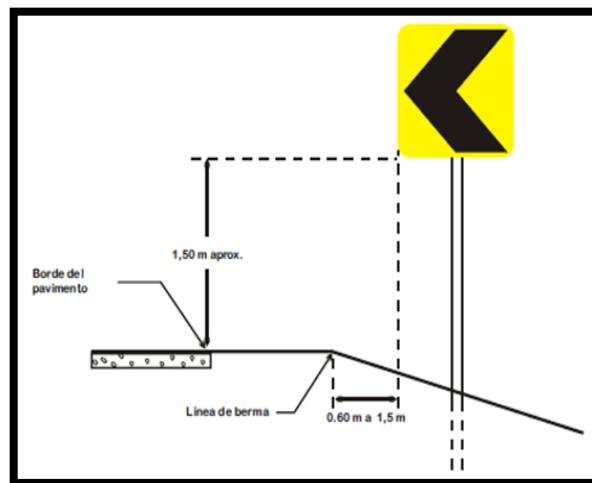 1,50 m aprox.
Borde del
pavimento
Línea de berma
0.60 m a 1,5 m